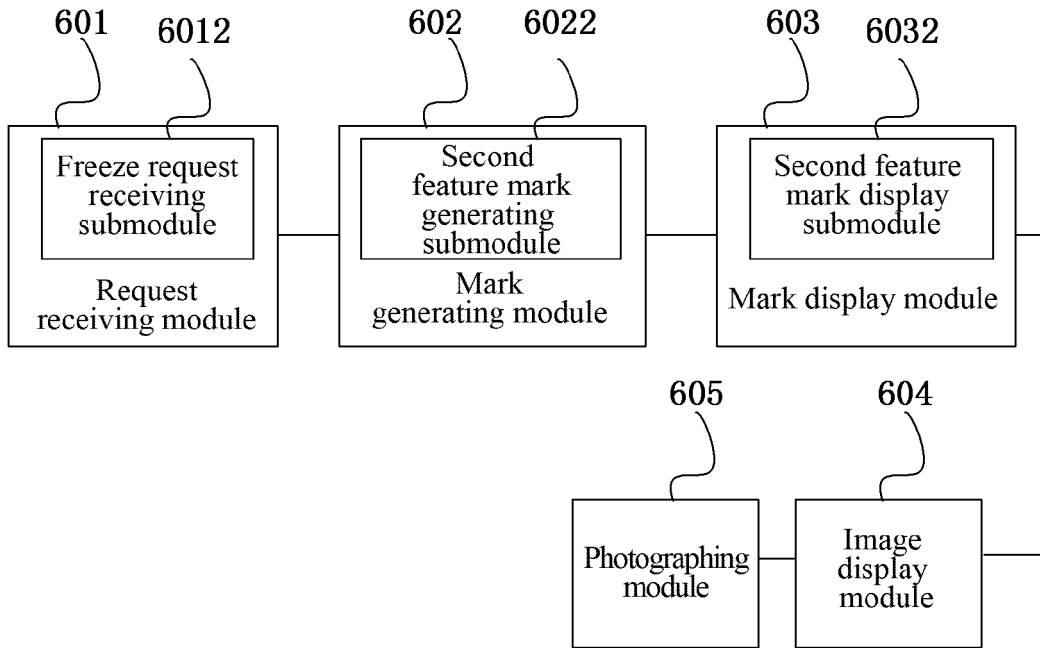 601
6012
602
6022
603
6032
Freeze request
receiving
submodule
Request
receiving module
Second
feature mark
generating
submodule
Mark
generating module
Second feature
mark display
submodule
Mark display module
605
604
Photographing
module
Image
display
module